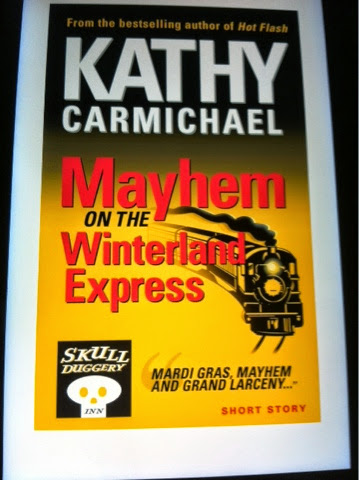 From the bestselling author of Hot Flash
KATHY
CARMICHAEL
Mayhem
ON THE
Winterland
Express
SKULL
DUGGERY
INN
"MARDI GRAS, MAYHEM
AND GRAND LARCENY..."
SHORT STORY